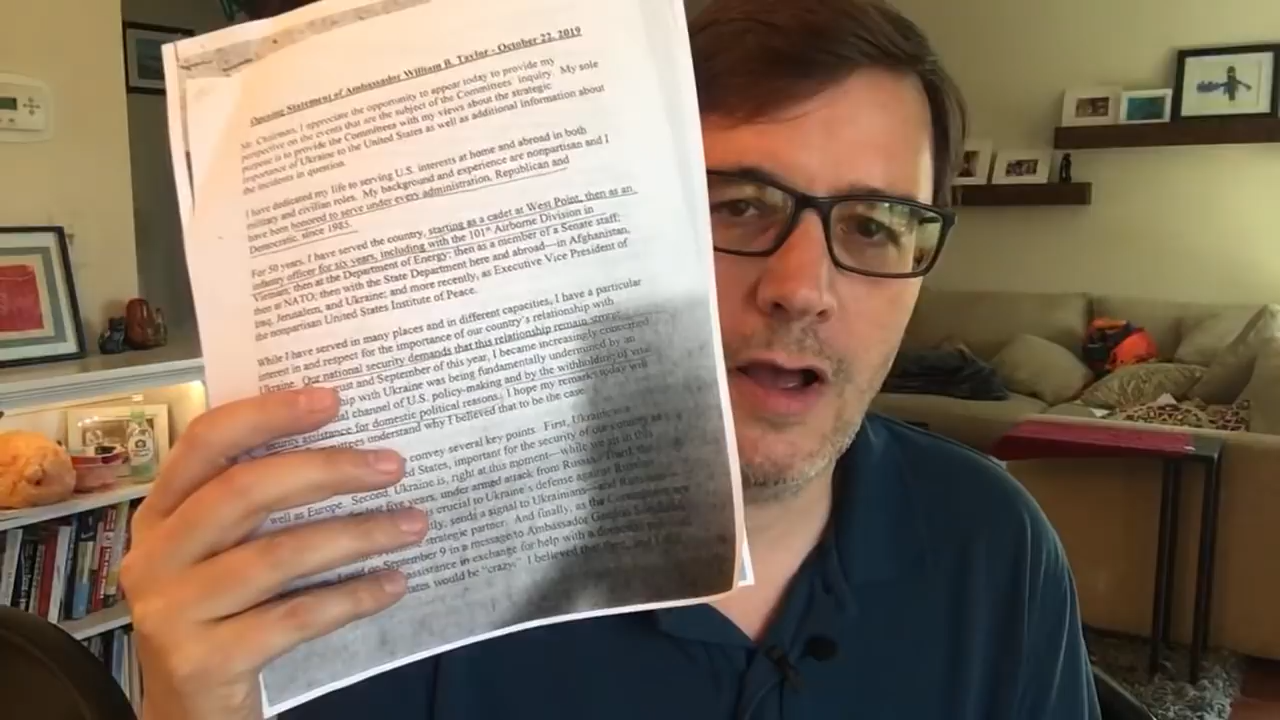 Opening Statement of Ambassador William B. Taylor - October 22, 2019
Mr. Chairman, I appreciate the opportunity to appear today to provide my
perspective on the events that are the subject of the Committees' inquiry. My sole
purpose is to provide the Committees with my views about the strategic
importance of Ukraine to the United States as well as additional information about
the incidents in question.
I have dedicated my life to serving U.S. interests at home and abroad in both
military and civilian roles. My background and experience are nonpartisan and I
have been honored to serve under every administration, Republican and
Democratic, since 1985.
For 50 years, I have served the country, starting as a cadet at West Point, then as an
infantry officer for six years, including with the 101st Airborne Division in
Vietnam; then at the Department of Energy; then as a member of a Senate staff;
then at NATO; then with the State Department here and abroad—in Afghanistan,
Iraq, Jerusalem, and Ukraine; and more recently, as Executive Vice President of
the nonpartisan United States Institute of Peace.
While I have served in many places and in different capacities, I have a particular
interest in and respect for the importance of our country's relationship with
Ukraine. Our national security demands that this relationship remain strong.
and September of this year, I became increasingly concerned
with Ukraine was being fundamentally undermined by an
channel of U.S. policy-making and by the withholding of vital
security assistance for domestic political reasons. I hope my remarks today will
understand why I believed that to be the case.
convey several key points. First, Ukraine is a
States, important for the security of our country as
well as Europe. Second, Ukraine is, right at this moment—while we sit in this
five years, under armed attack from Russia. Third, the
is crucial to Ukraine's defense against Russian
sends a signal to Ukrainians—and Russians
strategic partner. And finally, as the Committees are
said on September 9 in a message to Ambassador Gordon Sondland
assistance in exchange for help with a domestic political
would be "crazy." I believed that then, and I